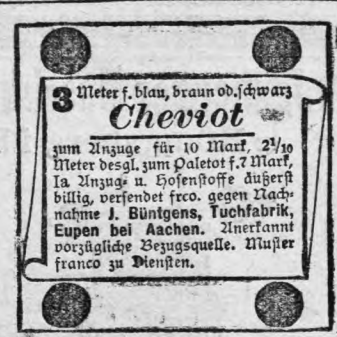 3 Meter f. blau, braun od. schwarz
Cheviot
zum Anzuge für 10 Mark, 2 1/10
Meter desgl. zum Paletot f. 7 Mark,
Ia Anzug- u. Hosenstoffe äußerst
billig, versendet frco. gegen Nach-
nahme J. Büntgens, Tuchfabrik,
Eupen bei Aachen. Anerkannt
vorzügliche Bezugsquelle. Muster
franco zu Diensten.